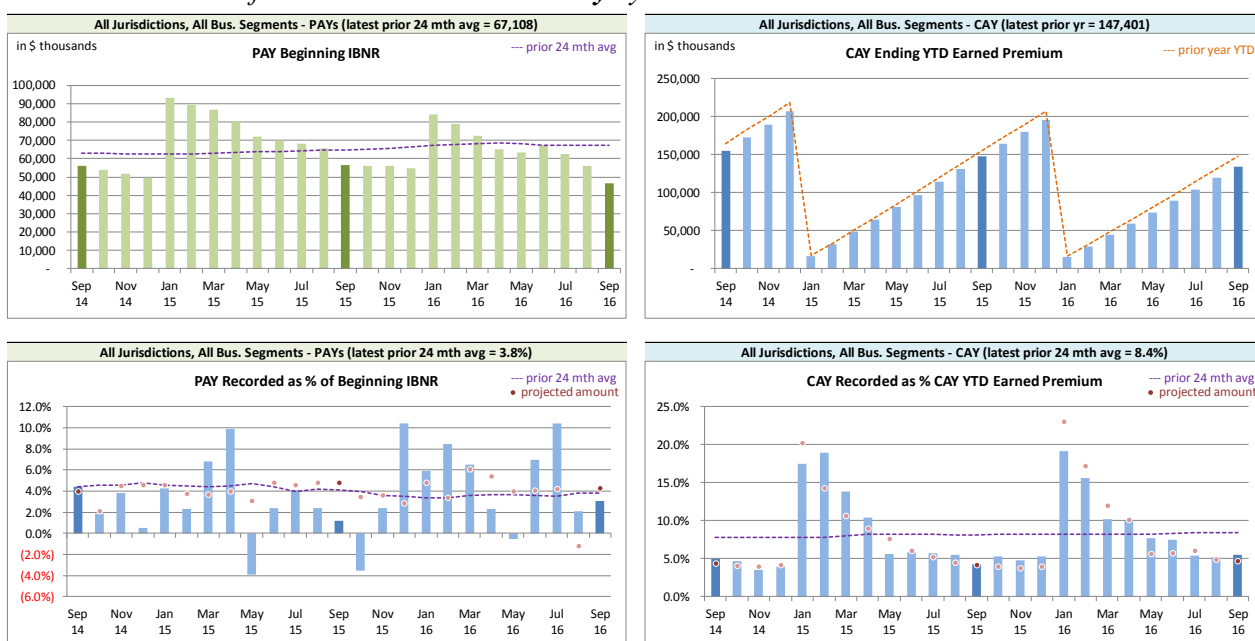 All Jurisdictions, All Bus. Segments - PAYs (latest prior 24 mth avg = 67,108)
in $ thousands
PAY Beginning IBNR
--- prior 24 mth avg
100,000
90,000
80,000
70,000
60,000
50,000
40,000
30,000
20,000
10,000
-
Sep Nov Jan Mar May Jul Sep Nov Jan Mar May Jul Sep
14 14 15 15 15 15 15 15 16 16 16 16 16
All Jurisdictions, All Bus. Segments - CAY (latest prior yr = 147,401)
in $ thousands
CAY Ending YTD Earned Premium
--- prior year YTD
250,000
200,000
150,000
100,000
50,000
-
Sep Nov Jan Mar May Jul Sep Nov Jan Mar May Jul Sep
14 14 15 15 15 15 15 15 16 16 16 16 16
All Jurisdictions, All Bus. Segments - PAYs (latest prior 24 mth avg = 3.8%)
PAY Recorded as % of Beginning IBNR
--- prior 24 mth avg
• projected amount
12.0%
10.0%
8.0%
6.0%
4.0%
2.0%
0.0%
(2.0%)
(4.0%)
(6.0%)
Sep Nov Jan Mar May Jul Sep Nov Jan Mar May Jul Sep
14 14 15 15 15 15 15 15 16 16 16 16 16
All Jurisdictions, All Bus. Segments - CAY (latest prior 24 mth avg = 8.4%)
CAY Recorded as % CAY YTD Earned Premium
--- prior 24 mth avg
• projected amount
25.0%
20.0%
15.0%
10.0%
5.0%
0.0%
Sep Nov Jan Mar May Jul Sep Nov Jan Mar May Jul Sep
14 14 15 15 15 15 15 15 16 16 16 16 16